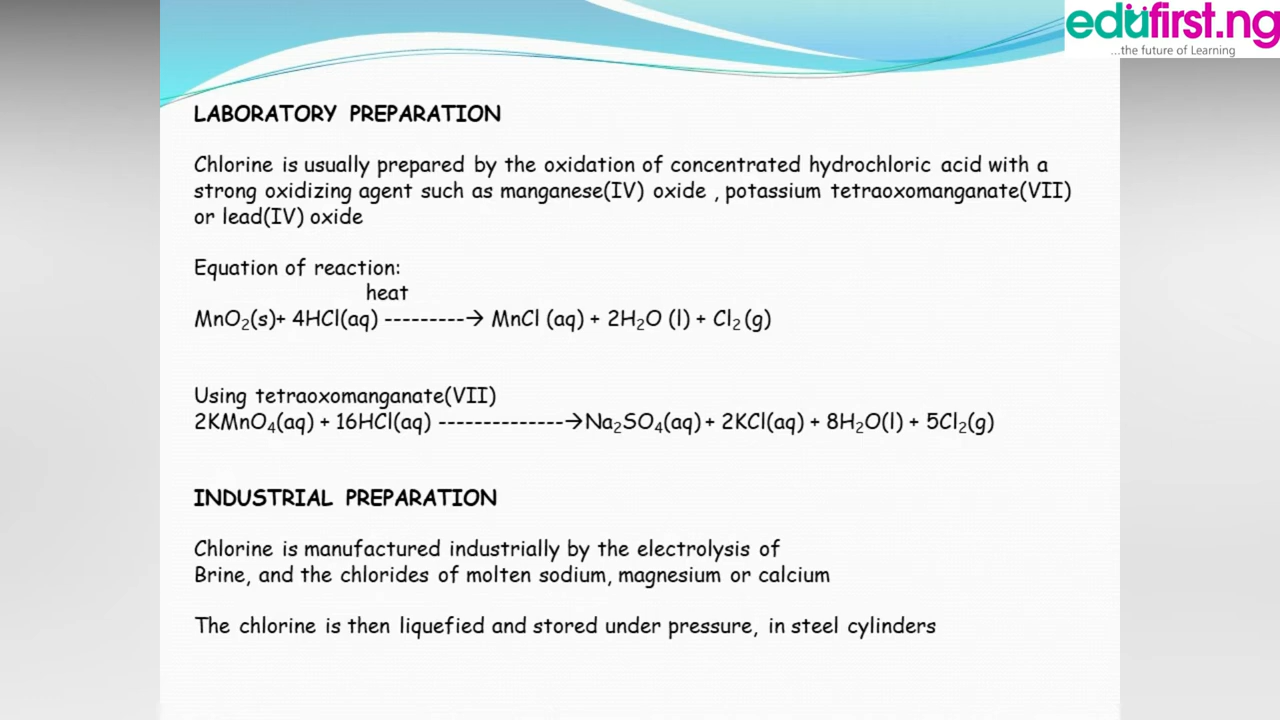 edufirst.ng
...the future of Learning
LABORATORY PREPARATION
Chlorine is usually prepared by the oxidation of concentrated hydrochloric acid with a
strong oxidizing agent such as manganese(IV) oxide , potassium tetraoxomanganate(VII)
or lead(IV) oxide
Equation of reaction:
heat
MnO₂(s)+ 4HCl(aq) ---------→ MnCl (aq) + 2H₂O (l) + Cl₂ (g)
Using tetraoxomanganate(VII)
2KMnO₄(aq) + 16HCl(aq) --------------→Na₂SO₄(aq) + 2KCl(aq) + 8H₂O(l) + 5Cl₂(g)
INDUSTRIAL PREPARATION
Chlorine is manufactured industrially by the electrolysis of
Brine, and the chlorides of molten sodium, magnesium or calcium
The chlorine is then liquefied and stored under pressure, in steel cylinders